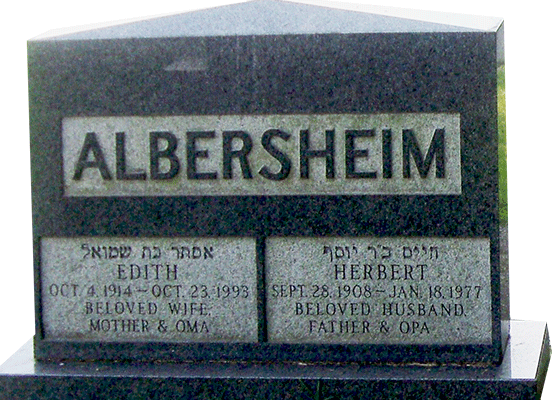 ALBERSHEIM
אסתר בת שמואל
EDITH
OCT. 4, 1914 – OCT. 23, 1993
BELOVED WIFE,
MOTHER & OMA
חיים ב״ר יוסף
HERBERT
SEPT. 28, 1908 – JAN. 18, 1977
BELOVED HUSBAND,
FATHER & OPA